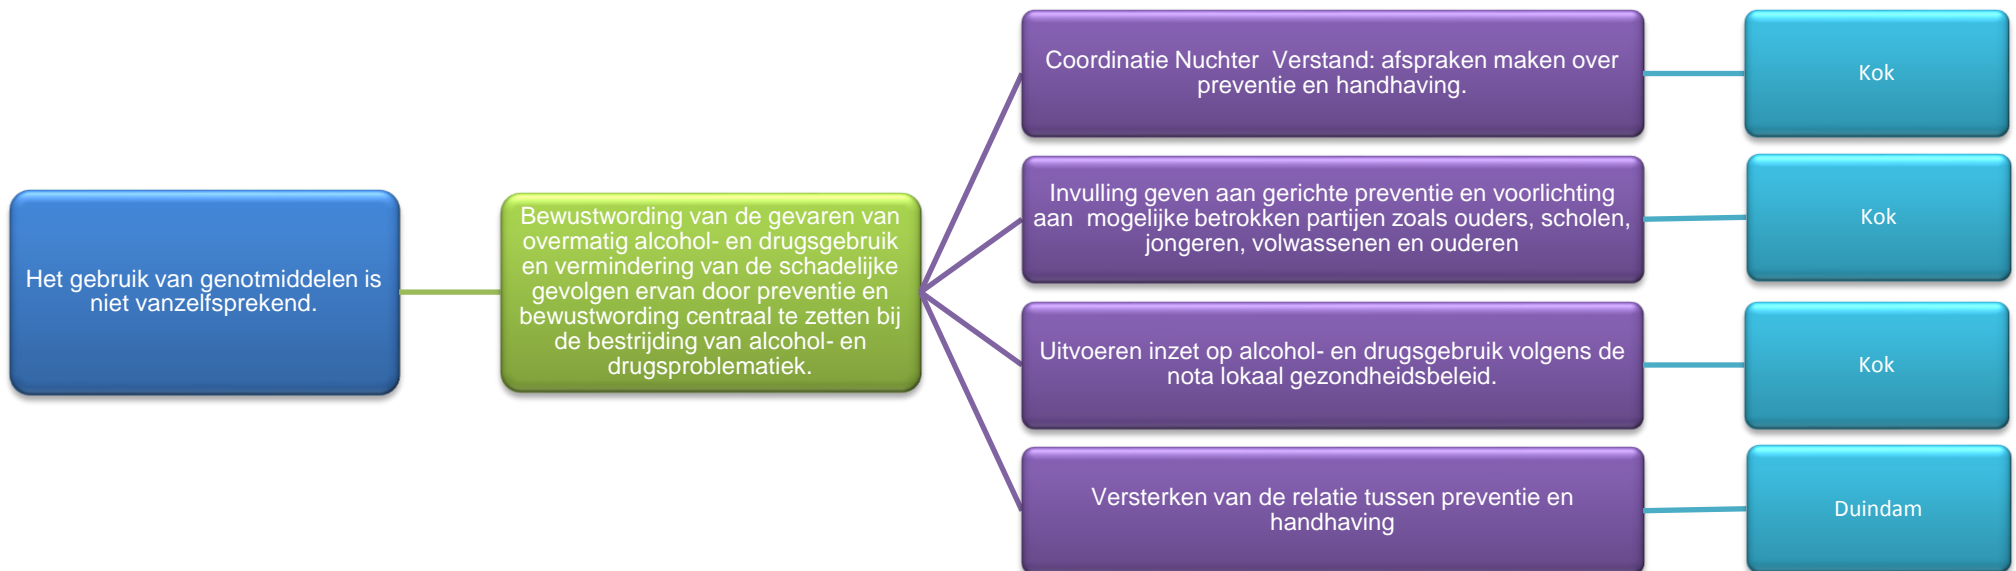 Het gebruik van genotmiddelen is
niet vanzelfsprekend.
Bewustwording van de gevaren van
overmatig alcohol- en drugsgebruik
en vermindering van de schadelijke
gevolgen ervan door preventie en
bewustwording centraal te zetten bij
de bestrijding van alcohol- en
drugsproblematiek.
Coordinatie Nuchter Verstand: afspraken maken over
preventie en handhaving.
Kok
Invulling geven aan gerichte preventie en voorlichting
aan mogelijke betrokken partijen zoals ouders, scholen,
jongeren, volwassenen en ouderen
Kok
Uitvoeren inzet op alcohol- en drugsgebruik volgens de
nota lokaal gezondheidsbeleid.
Kok
Versterken van de relatie tussen preventie en
handhaving
Duindam